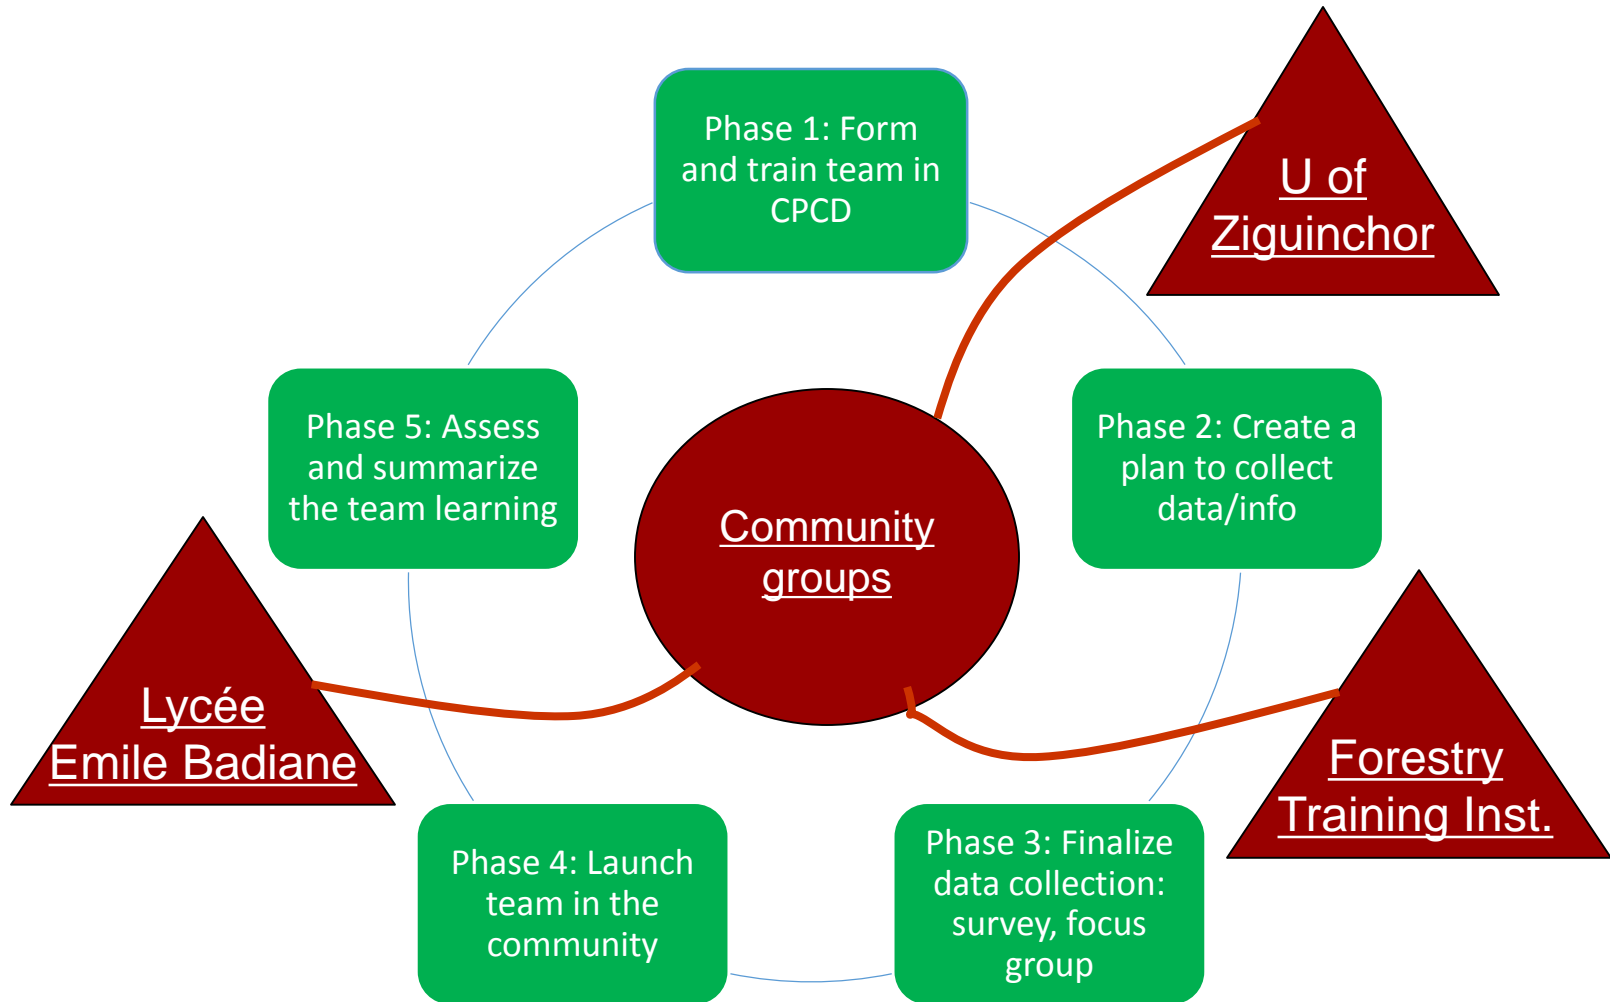 Phase 1: Form
and train team in
CPCD
U of
Ziguinchor
Phase 5: Assess
and summarize
the team learning
Phase 2: Create a
plan to collect
data/info
Community
groups
Lycée
Emile Badiane
Forestry
Training Inst.
Phase 4: Launch
team in the
community
Phase 3: Finalize
data collection:
survey, focus
group